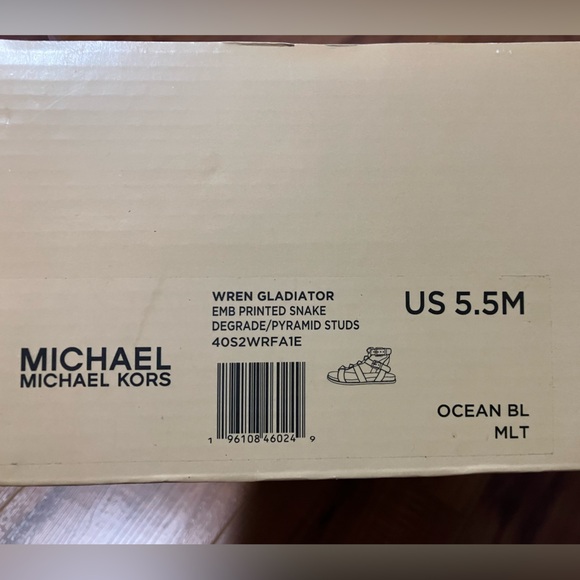 WREN GLADIATOR
EMB PRINTED SNAKE
DEGRADE/PYRAMID STUDS
40S2WRFA1E
US 5.5M
MICHAEL
MICHAEL KORS
1 96108 46024 9
OCEAN BL
MLT